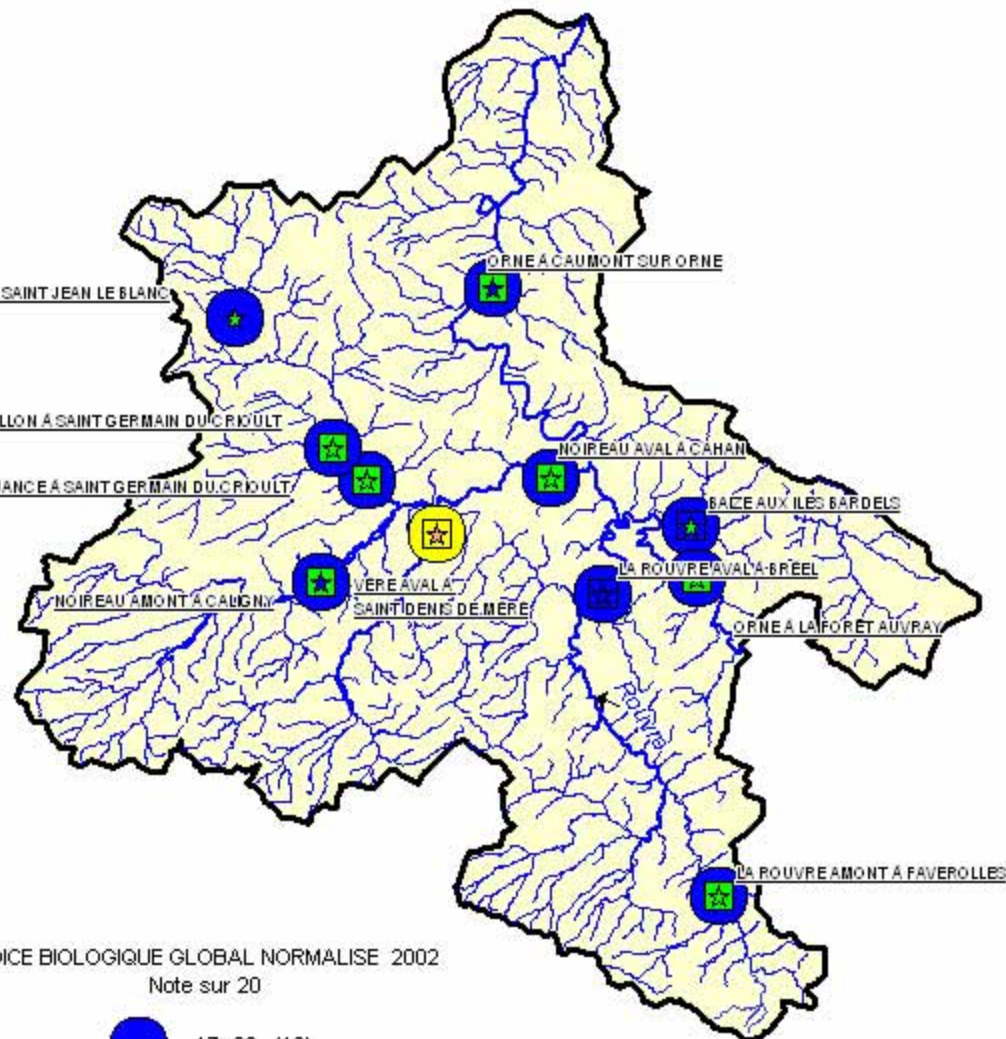 ORNE À CAUMONT SUR ORNE
SAINT JEAN LE BLANC
LLON À SAINT GERMAIN DU CRIOULT
NOIREAU AVAL À CAHAN
UANCE À SAINT GERMAIN DU CRIOULT
BAIZE AUX ILES BARDELS
LA ROUVRE AVAL À BREEL
VERE AVAL À
SAINT DENIS DE MERE
NOIREAU AMONT À CALIGNY
ORNE À LA FORÊT AUVRAY
Rouvre
LA ROUVRE AMONT À FAVEROLLES
DICE BIOLOGIQUE GLOBAL NORMALISE 2002
Note sur 20